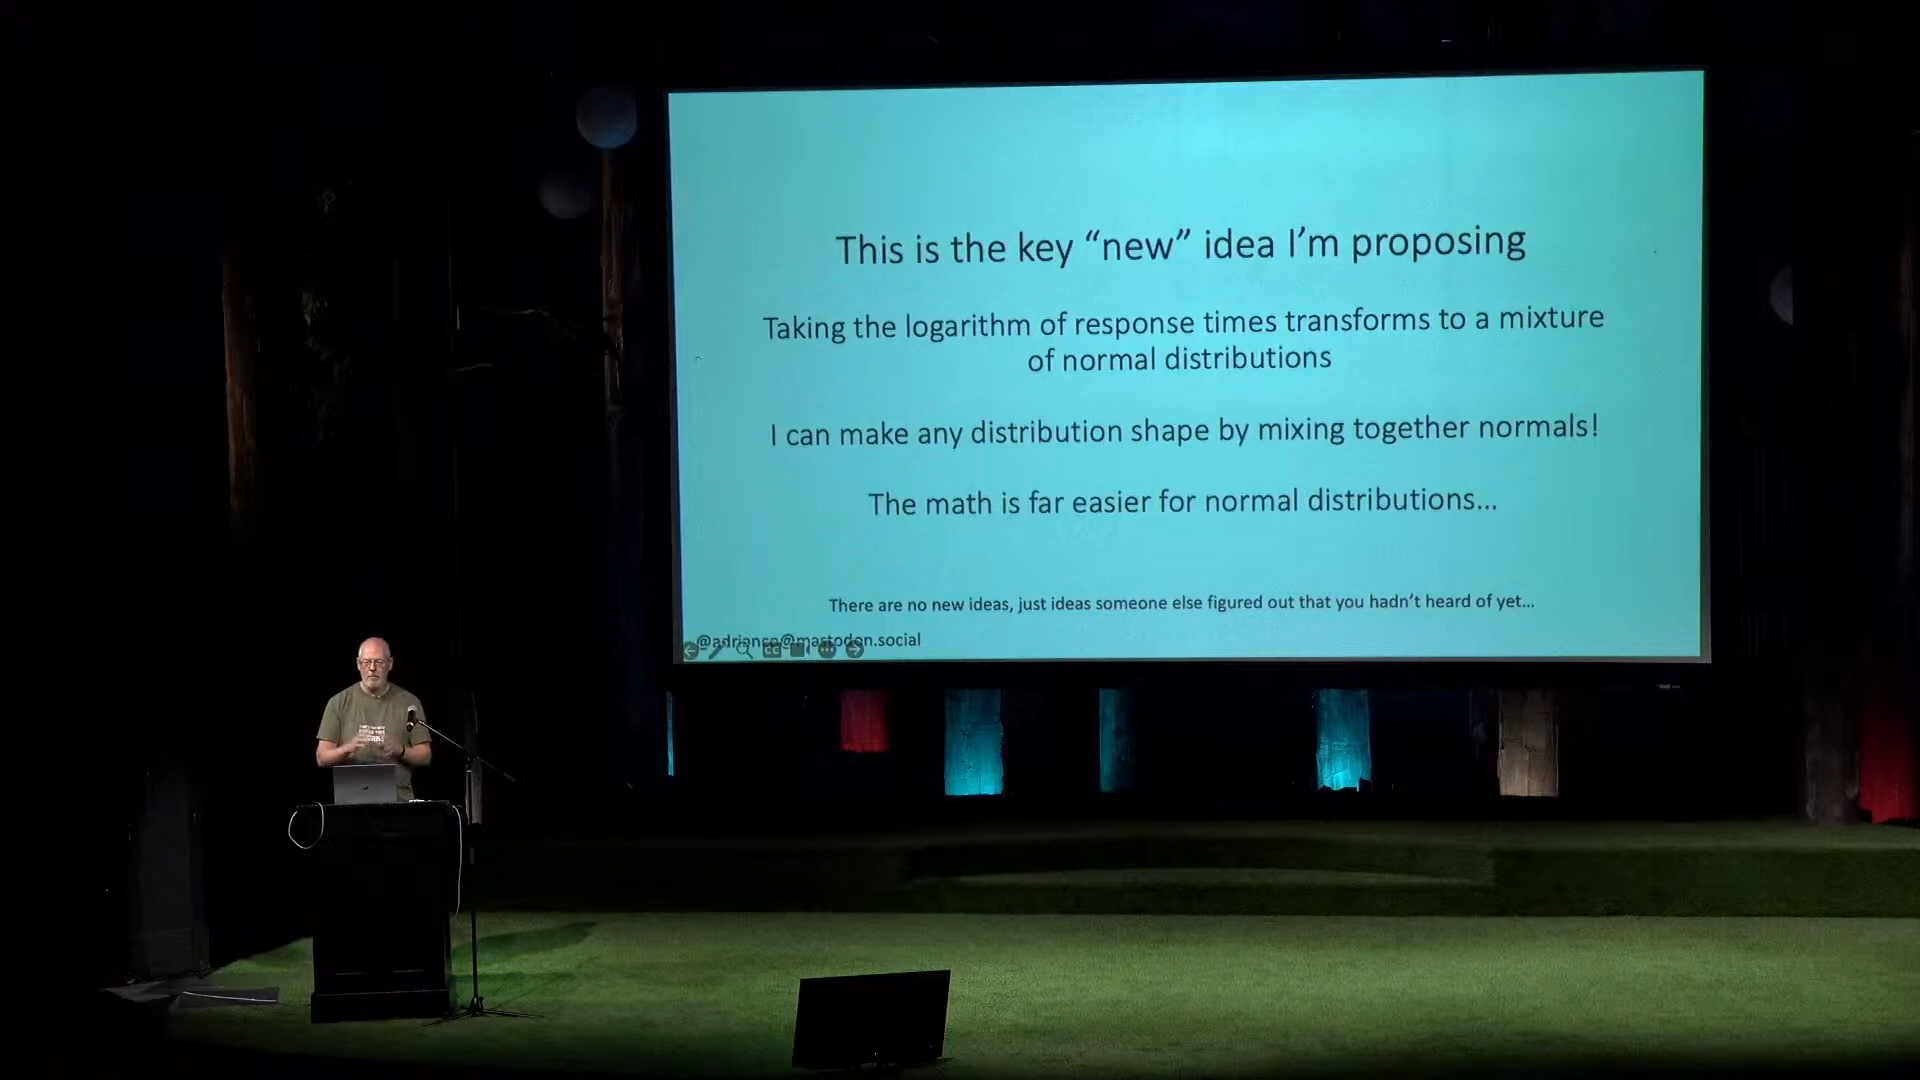 This is the key “new” idea I’m proposing
Taking the logarithm of response times transforms to a mixture
of normal distributions
I can make any distribution shape by mixing together normals!
The math is far easier for normal distributions...
There are no new ideas, just ideas someone else figured out that you hadn’t heard of yet...
@adrianco@mastodon.social